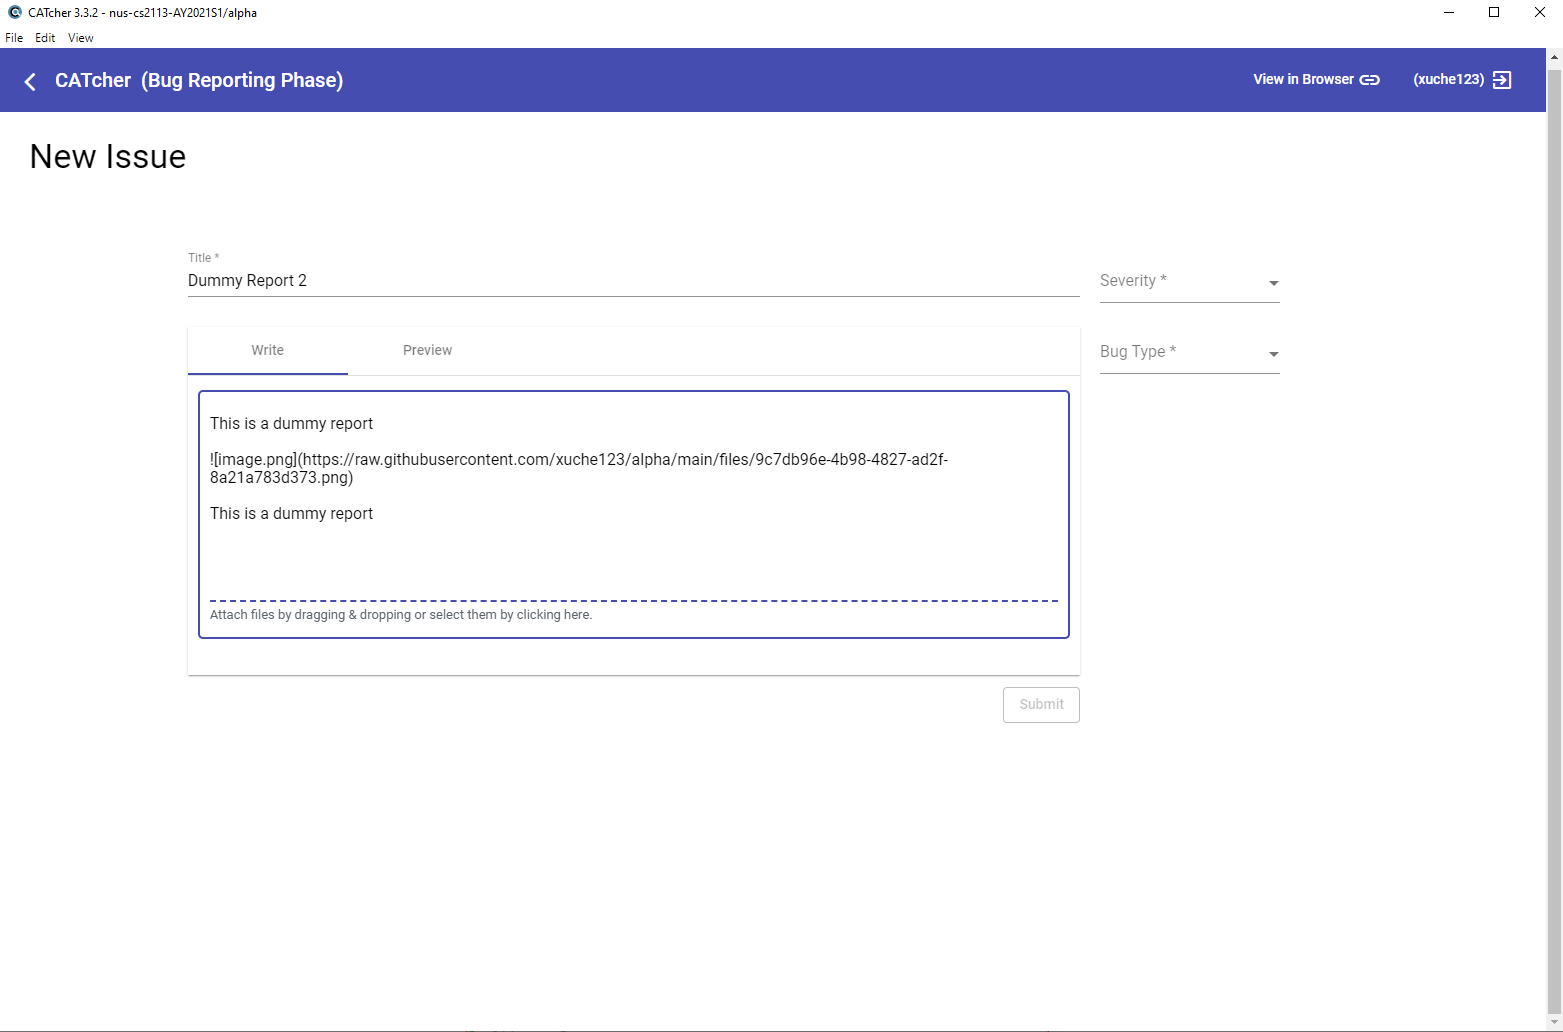 CATcher 3.3.2 - nus-cs2113-AY2021S1/alpha
File Edit View
CATcher (Bug Reporting Phase)
View in Browser
(xuche123)
New Issue
Title *
Dummy Report 2
Severity *
Write
Preview
Bug Type *
This is a dummy report
![image.png](https://raw.githubusercontent.com/xuche123/alpha/main/files/9c7db96e-4b98-4827-ad2f-
8a21a783d373.png)
This is a dummy report
Attach files by dragging & dropping or select them by clicking here.
Submit